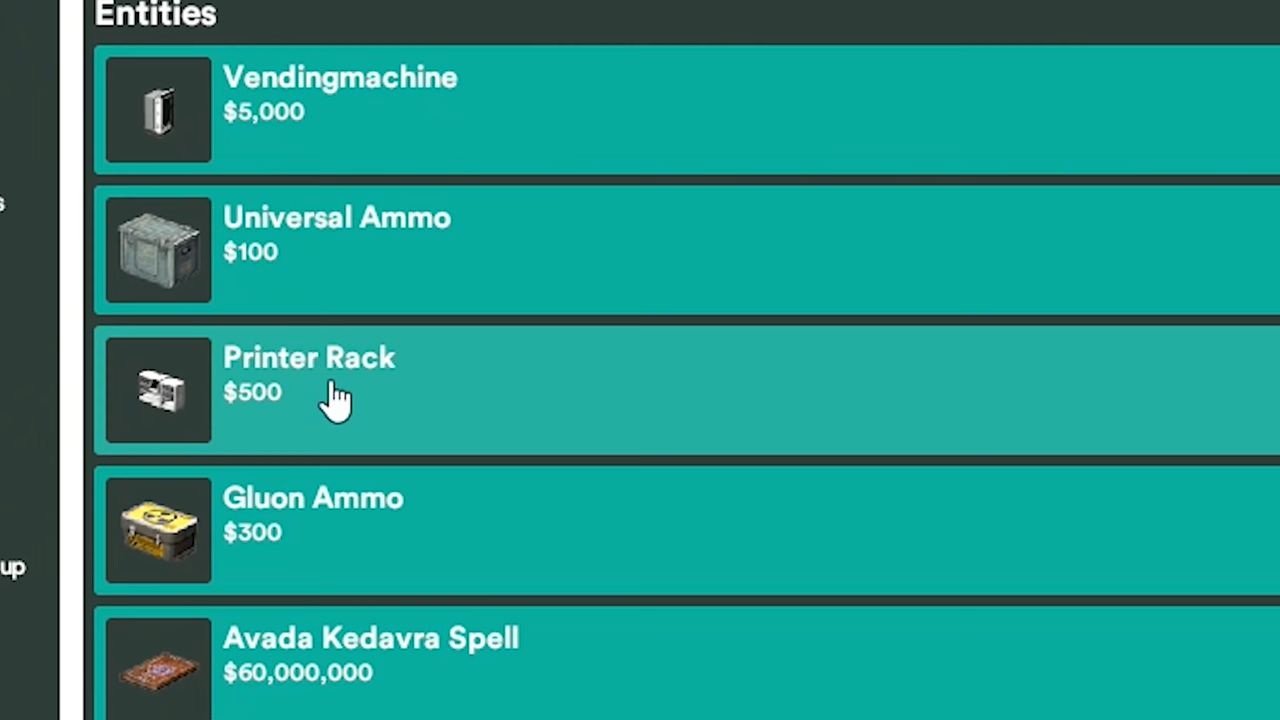 Entities
Vendingmachine
$5,000
s
Universal Ammo
$100
Printer Rack
$500
Gluon Ammo
$300
up
Avada Kedavra Spell
$60,000,000